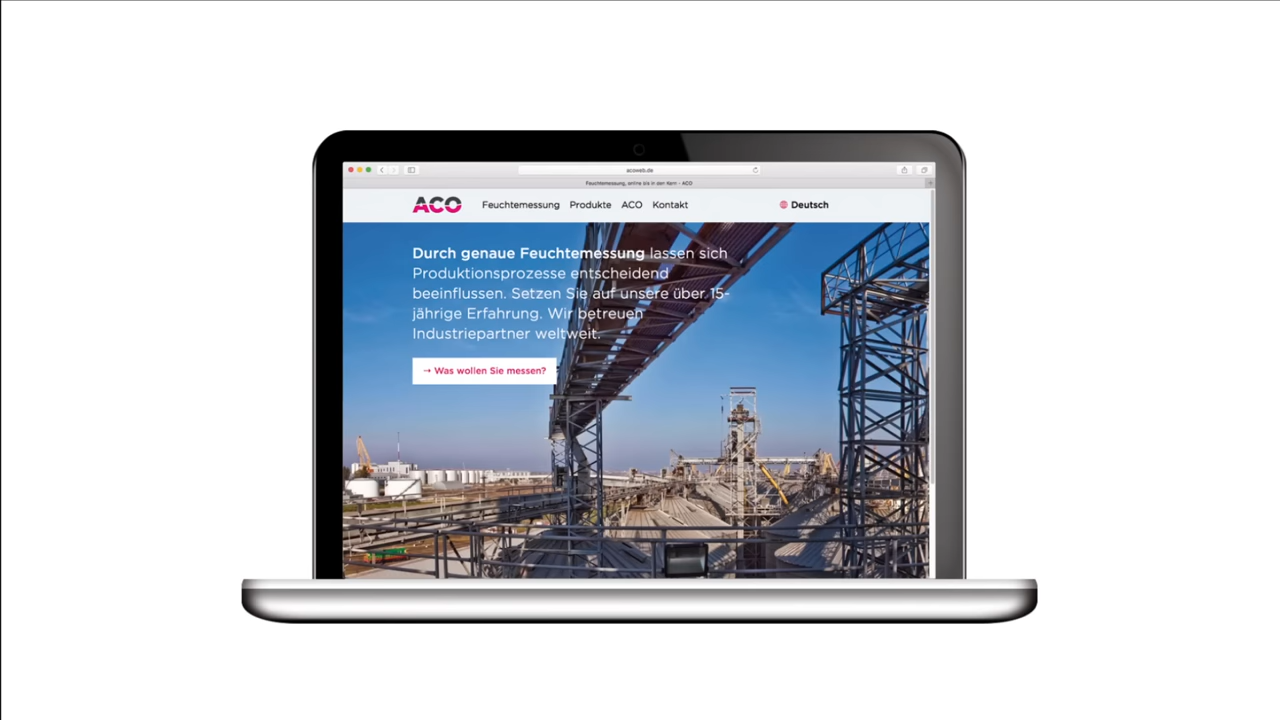 acoweb.de
Feuchtemessung, online bis in den Kern - ACO
ACO Feuchtemessung Produkte ACO Kontakt Deutsch
Durch genaue Feuchtemessung lassen sich
Produktionsprozesse entscheidend
beeinflussen. Setzen Sie auf unsere über 15-
jährige Erfahrung. Wir betreuen
Industriepartner weltweit.
→ Was wollen Sie messen?